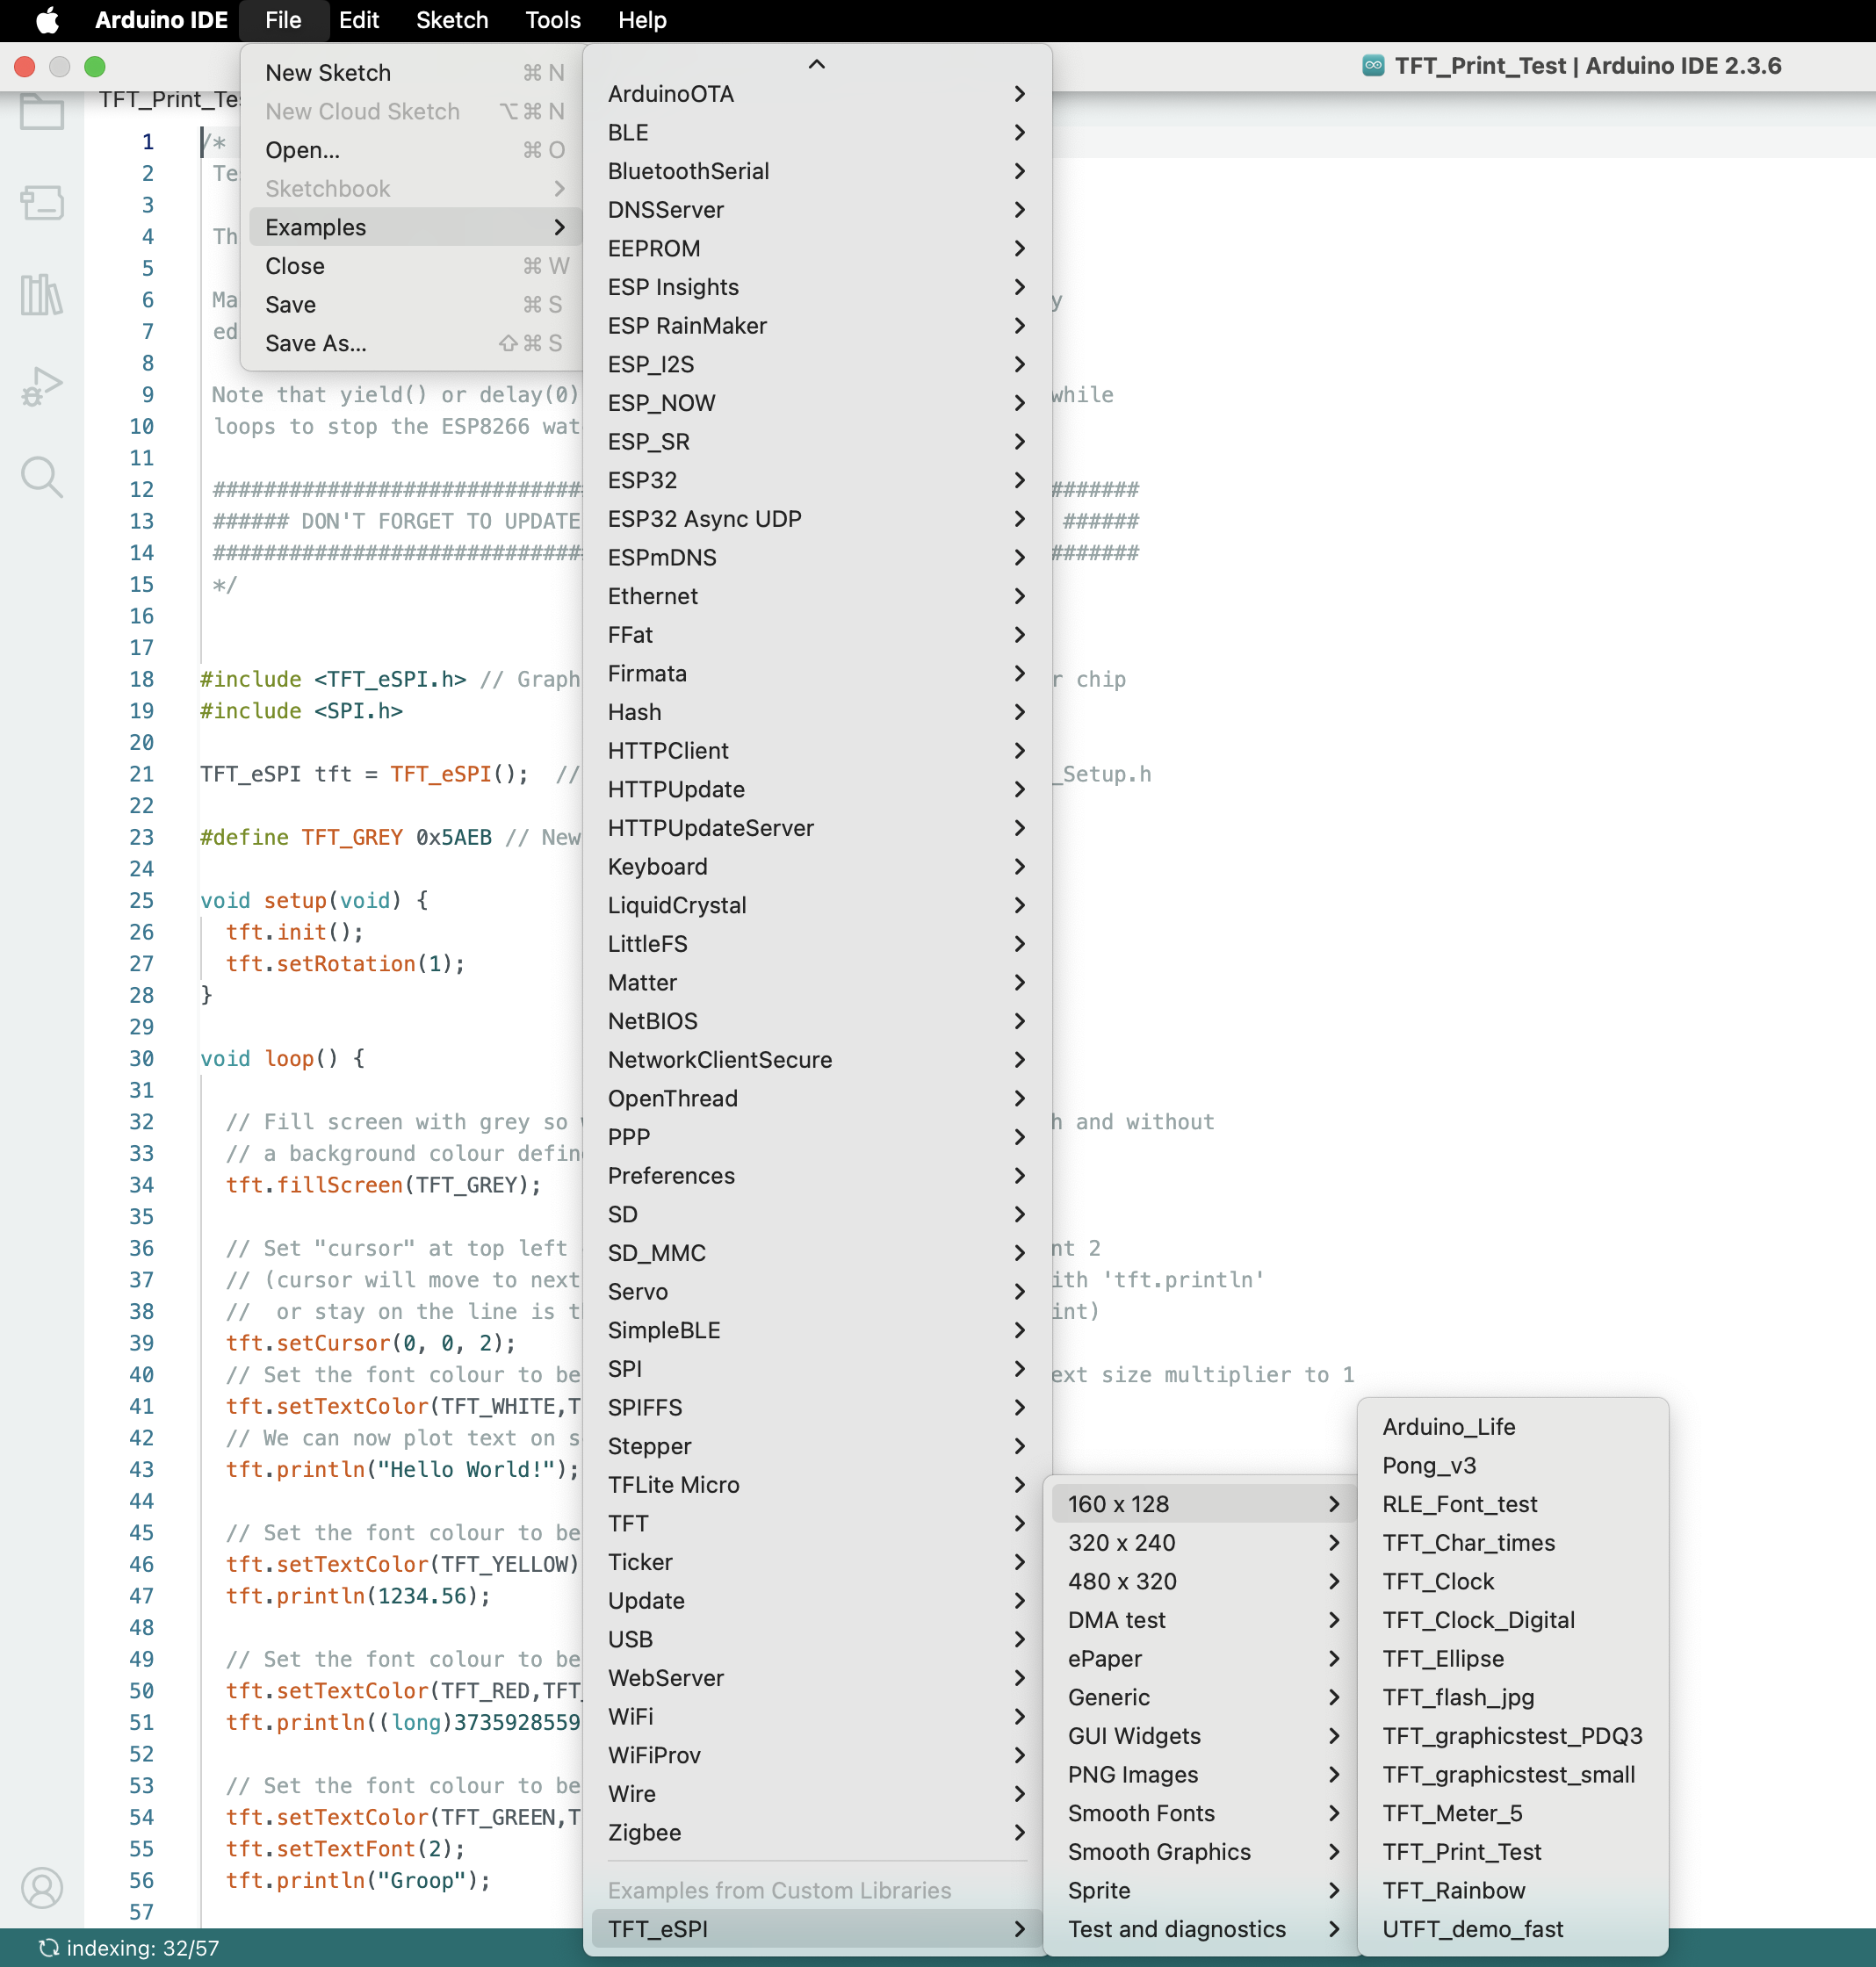 Arduino IDE File Edit Sketch Tools Help
TFT_Print_Test | Arduino IDE 2.3.6
New Sketch ⌘ N
New Cloud Sketch ⌥ ⌘ N
Open... ⌘ O
Sketchbook
Examples
Close ⌘ W
Save ⌘ S
Save As... ⇧ ⌘ S
ArduinoOTA
BLE
BluetoothSerial
DNSServer
EEPROM
ESP Insights
ESP RainMaker
ESP_I2S
ESP_NOW
ESP_SR
ESP32
ESP32 Async UDP
ESPmDNS
Ethernet
FFat
Firmata
Hash
HTTPClient
HTTPUpdate
HTTPUpdateServer
Keyboard
LiquidCrystal
LittleFS
Matter
NetBIOS
NetworkClientSecure
OpenThread
PPP
Preferences
SD
SD_MMC
Servo
SimpleBLE
SPI
SPIFFS
Stepper
TFLite Micro
TFT
Ticker
Update
USB
WebServer
WiFi
WiFiProv
Wire
Zigbee
Examples from Custom Libraries
TFT_eSPI
160 x 128
320 x 240
480 x 320
DMA test
ePaper
Generic
GUI Widgets
PNG Images
Smooth Fonts
Smooth Graphics
Sprite
Test and diagnostics
Arduino_Life
Pong_v3
RLE_Font_test
TFT_Char_times
TFT_Clock
TFT_Clock_Digital
TFT_Ellipse
TFT_flash_jpg
TFT_graphicstest_PDQ3
TFT_graphicstest_small
TFT_Meter_5
TFT_Print_Test
TFT_Rainbow
UTFT_demo_fast
TFT_Print_Te
1 /*
2
3
4
5
6
7
8
9 Note that yield() or delay(0) while
10 loops to stop the ESP8266
11
12 ############################# #######
13 ###### DON'T FORGET TO UPDATE ######
14 ############################# #######
15 */
16
17
18 #include <TFT_eSPI.h> // Graph r chip
19 #include <SPI.h>
20
21 TFT_eSPI tft = TFT_eSPI(); // _Setup.h
22
23 #define TFT_GREY 0x5AEB // New
24
25 void setup(void) {
26 tft.init();
27 tft.setRotation(1);
28 }
29
30 void loop() {
31
32 // Fill screen with grey so h and without
33 // a background colour defin
34 tft.fillScreen(TFT_GREY);
35
36 // Set "cursor" at top left nt 2
37 // (cursor will move to next ith 'tft.println'
38 // or stay on the line is t int)
39 tft.setCursor(0, 0, 2);
40 // Set the font colour to be ext size multiplier to 1
41 tft.setTextColor(TFT_WHITE,T
42 // We can now plot text on s
43 tft.println("Hello World!");
44
45 // Set the font colour to be
46 tft.setTextColor(TFT_YELLOW)
47 tft.println(1234.56);
48
49 // Set the font colour to be
50 tft.setTextColor(TFT_RED,TFT_
51 tft.println((long)3735928559
52
53 // Set the font colour to be
54 tft.setTextColor(TFT_GREEN,T
55 tft.setTextFont(2);
56 tft.println("Groop");
57
indexing: 32/57